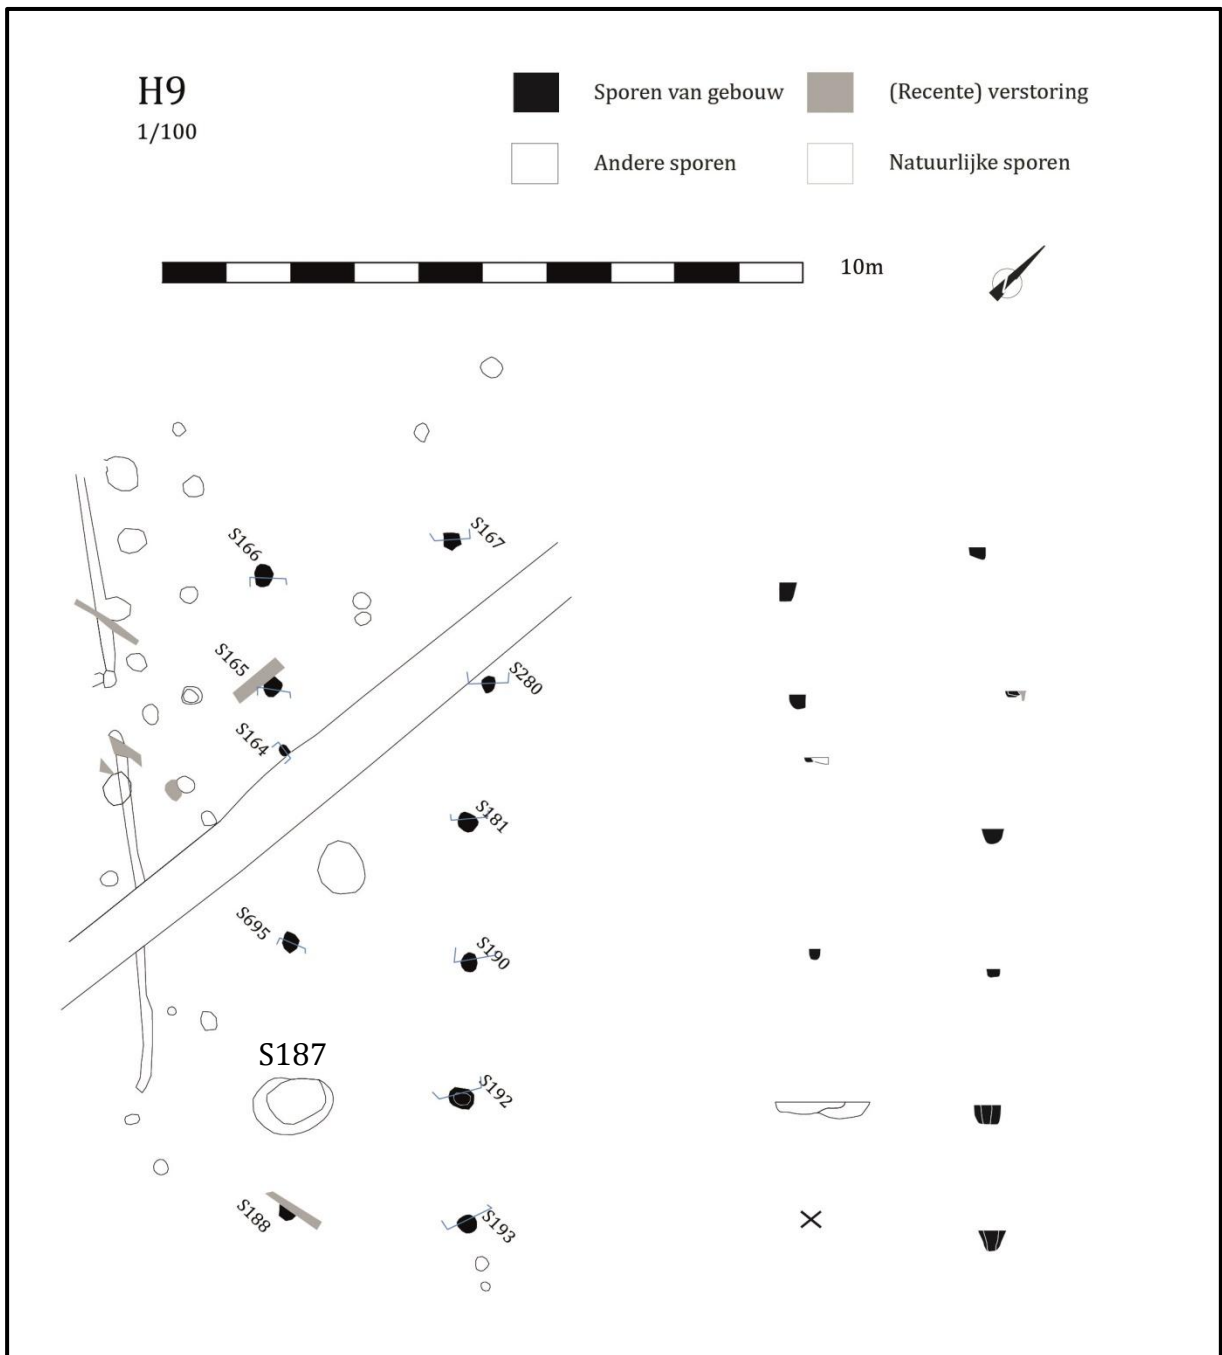 H9
1/100
Sporen van gebouw
(Recente) verstoring
Andere sporen
Natuurlijke sporen
10m
S167
S166
S165
S280
S164
S181
S695
S190
S187
S192
S188
S193